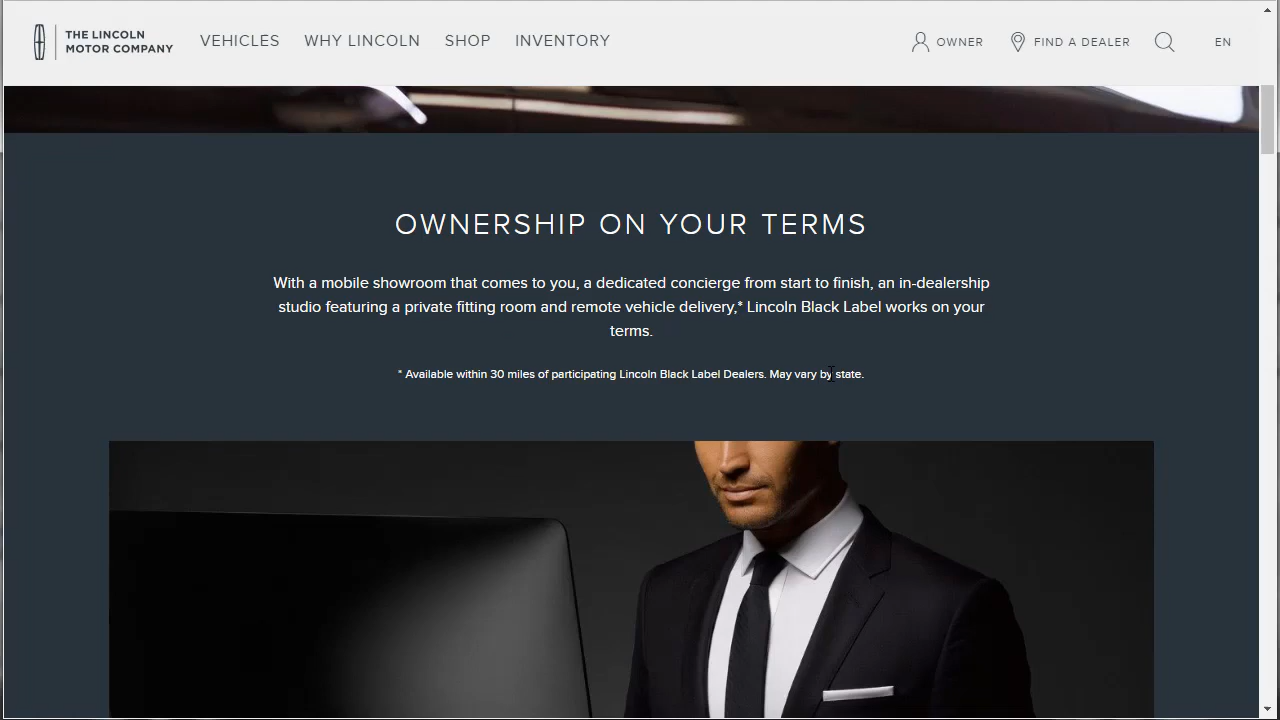 THE LINCOLN
MOTOR COMPANY
VEHICLES
WHY LINCOLN
SHOP
INVENTORY
OWNER
FIND A DEALER
EN
OWNERSHIP ON YOUR TERMS
With a mobile showroom that comes to you, a dedicated concierge from start to finish, an in-dealership
studio featuring a private fitting room and remote vehicle delivery,* Lincoln Black Label works on your
terms.
* Available within 30 miles of participating Lincoln Black Label Dealers. May vary by state.